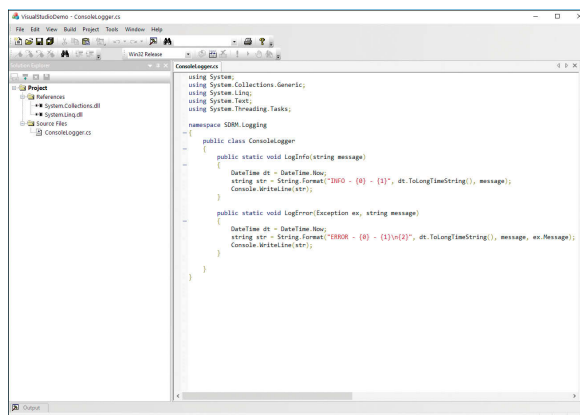 VisualStudioDemo - ConsoleLogger.cs
File Edit View Build Project Tools Window Help
Win32 Release
Solution Explorer
ConsoleLogger.cs
Project
References
System.Collections.dll
System.Linq.dll
Source Files
ConsoleLogger.cs
using System;
using System.Collections.Generic;
using System.Linq;
using System.Text;
using System.Threading.Tasks;
namespace SDRM.Logging
{
public class ConsoleLogger
{
public static void LogInfo(string message)
{
DateTime dt = DateTime.Now;
string str = String.Format("INFO - {0} - {1}", dt.ToLongTimeString(), message);
Console.WriteLine(str);
}
public static void LogError(Exception ex, string message)
{
DateTime dt = DateTime.Now;
string str = String.Format("ERROR - {0} - {1}\n{2}", dt.ToLongTimeString(), message, ex.Message);
Console.WriteLine(str);
}
}
}
Output